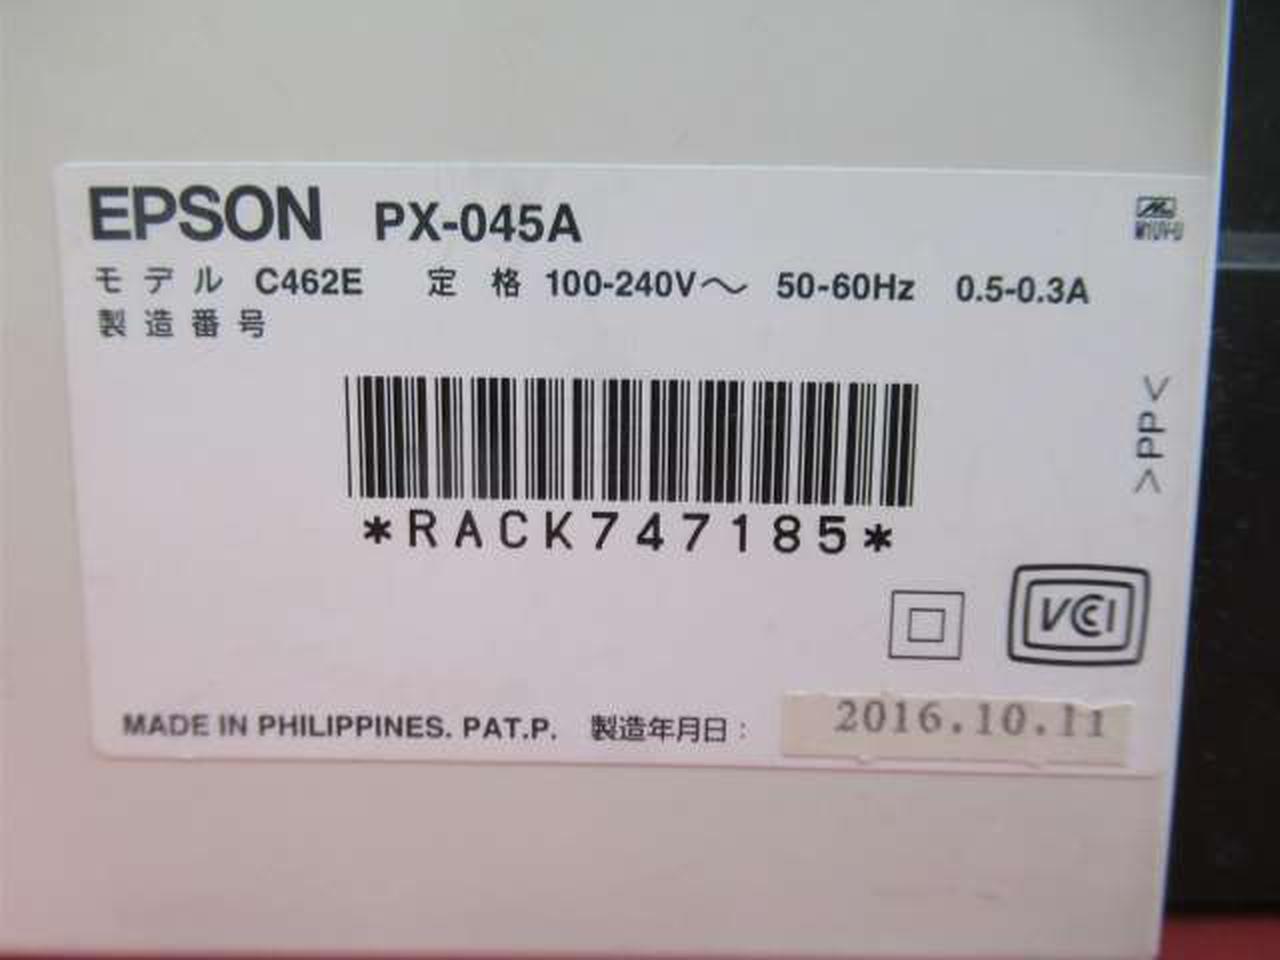 EPSON PX-045A
モデル C462E 定格 100-240V～ 50-60Hz 0.5-0.3A
製造番号
*RACK747185*
>PP<
VCCI
MADE IN PHILIPPINES. PAT.P. 製造年月日： 2016.10.11